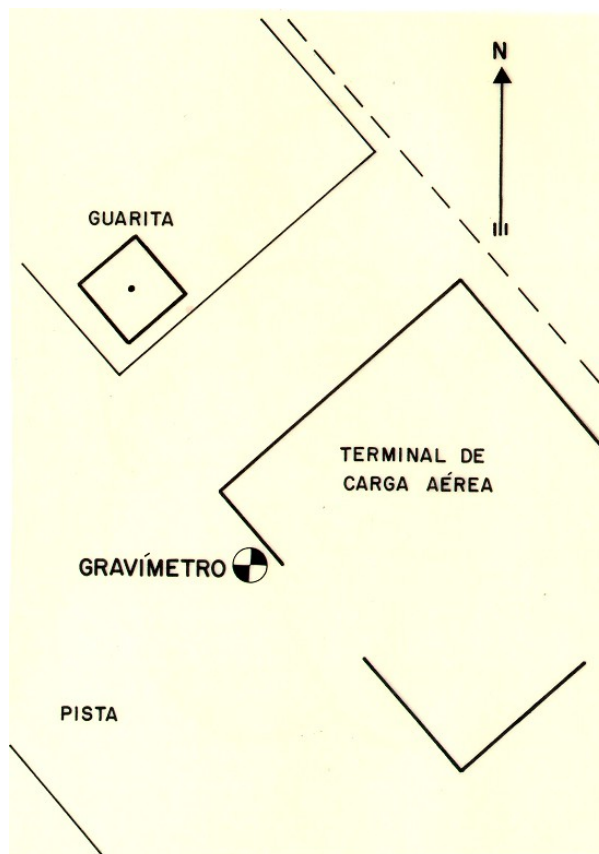 N
GUARITA
TERMINAL DE
CARGA AÉREA
GRAVÍMETRO
PISTA